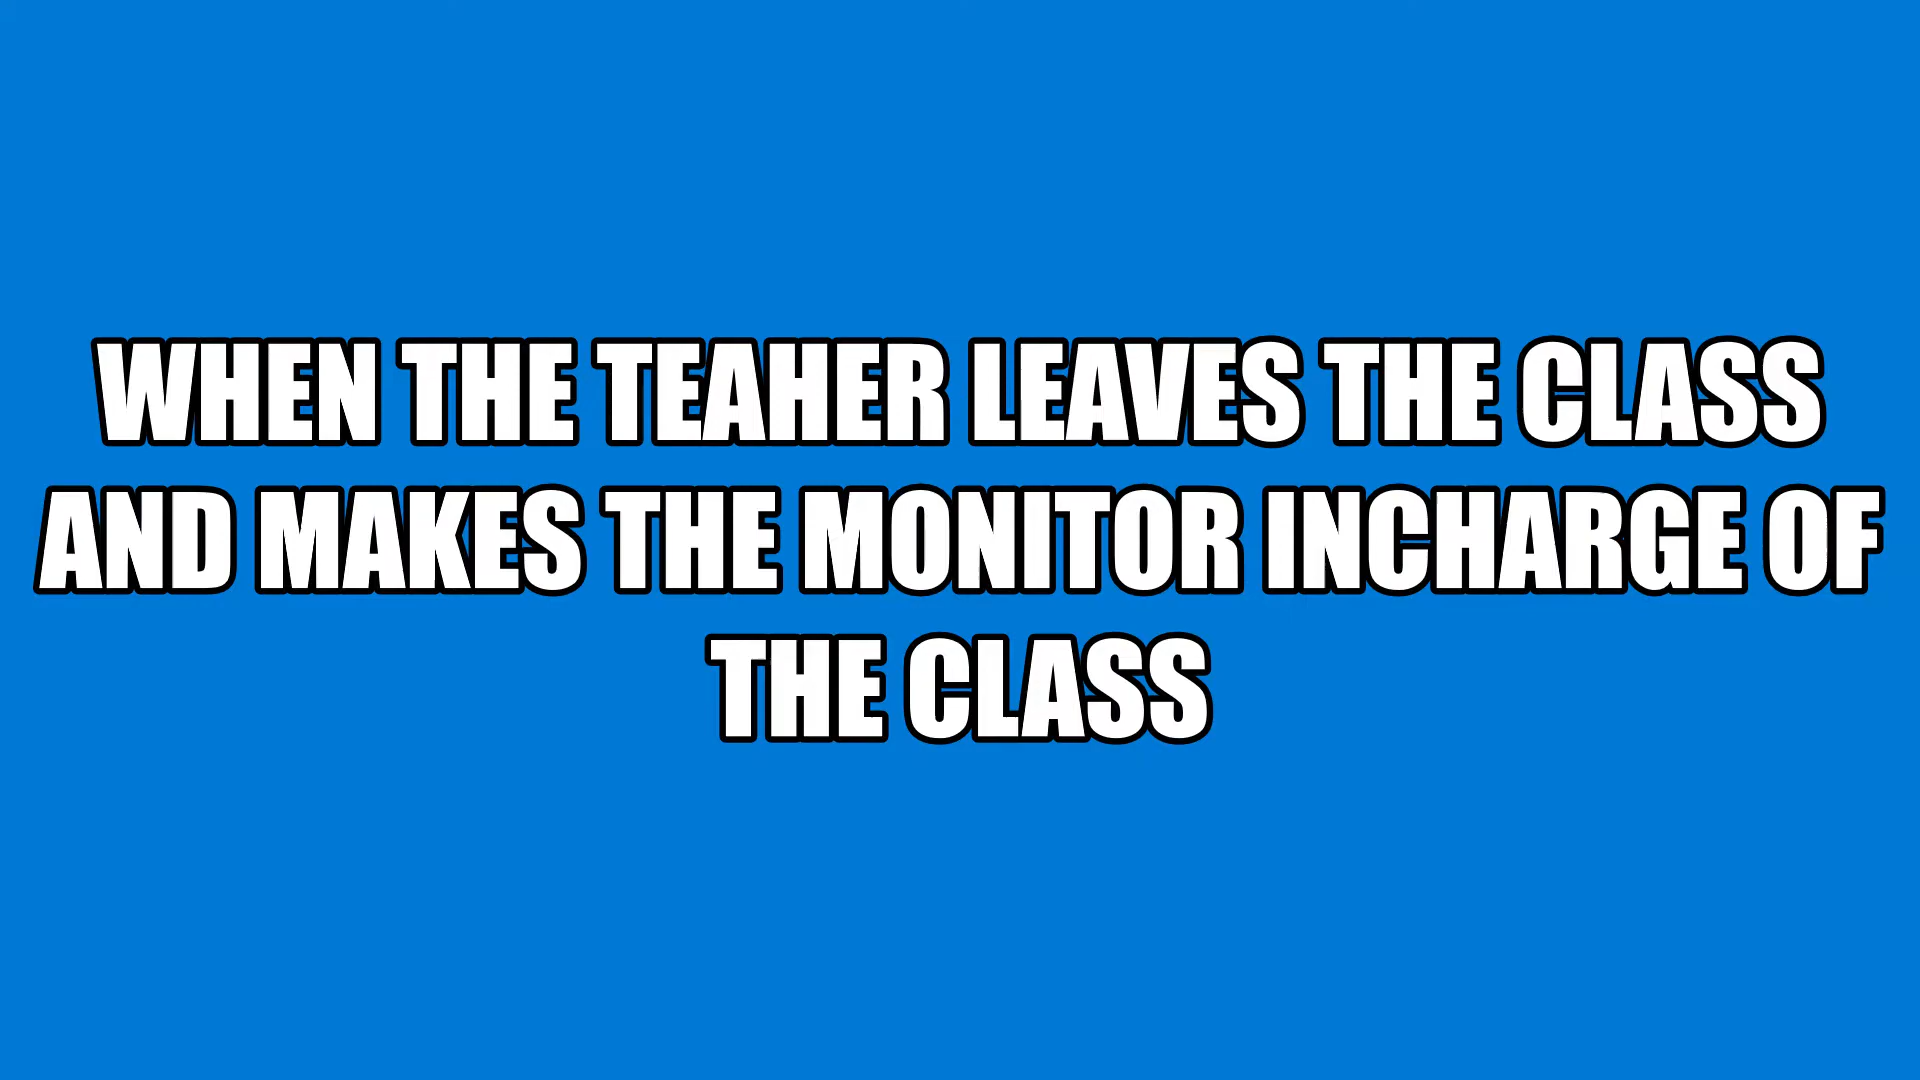 WHEN THE TEAHER LEAVES THE CLASS
AND MAKES THE MONITOR INCHARGE OF
THE CLASS